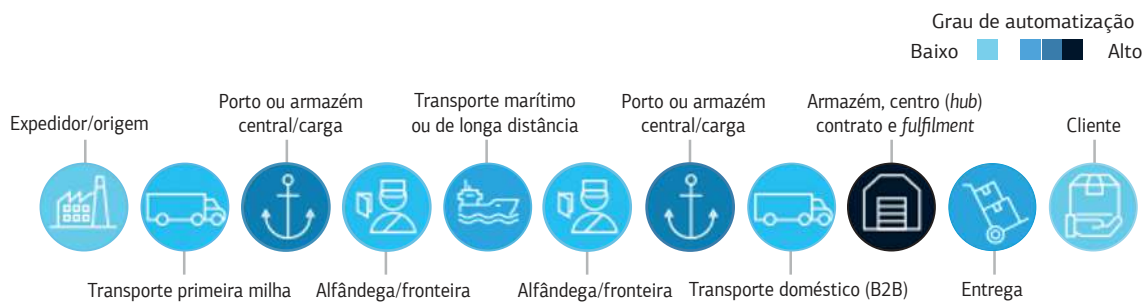 Grau de automatização
Baixo Alto
Porto ou armazém
central/carga
Transporte marítimo
ou de longa distância
Porto ou armazém
central/carga
Armazém, centro (hub)
contrato e fulfilment
Expedidor/origem
Cliente
Transporte primeira milha
Alfândega/fronteira
Alfândega/fronteira
Transporte doméstico (B2B)
Entrega